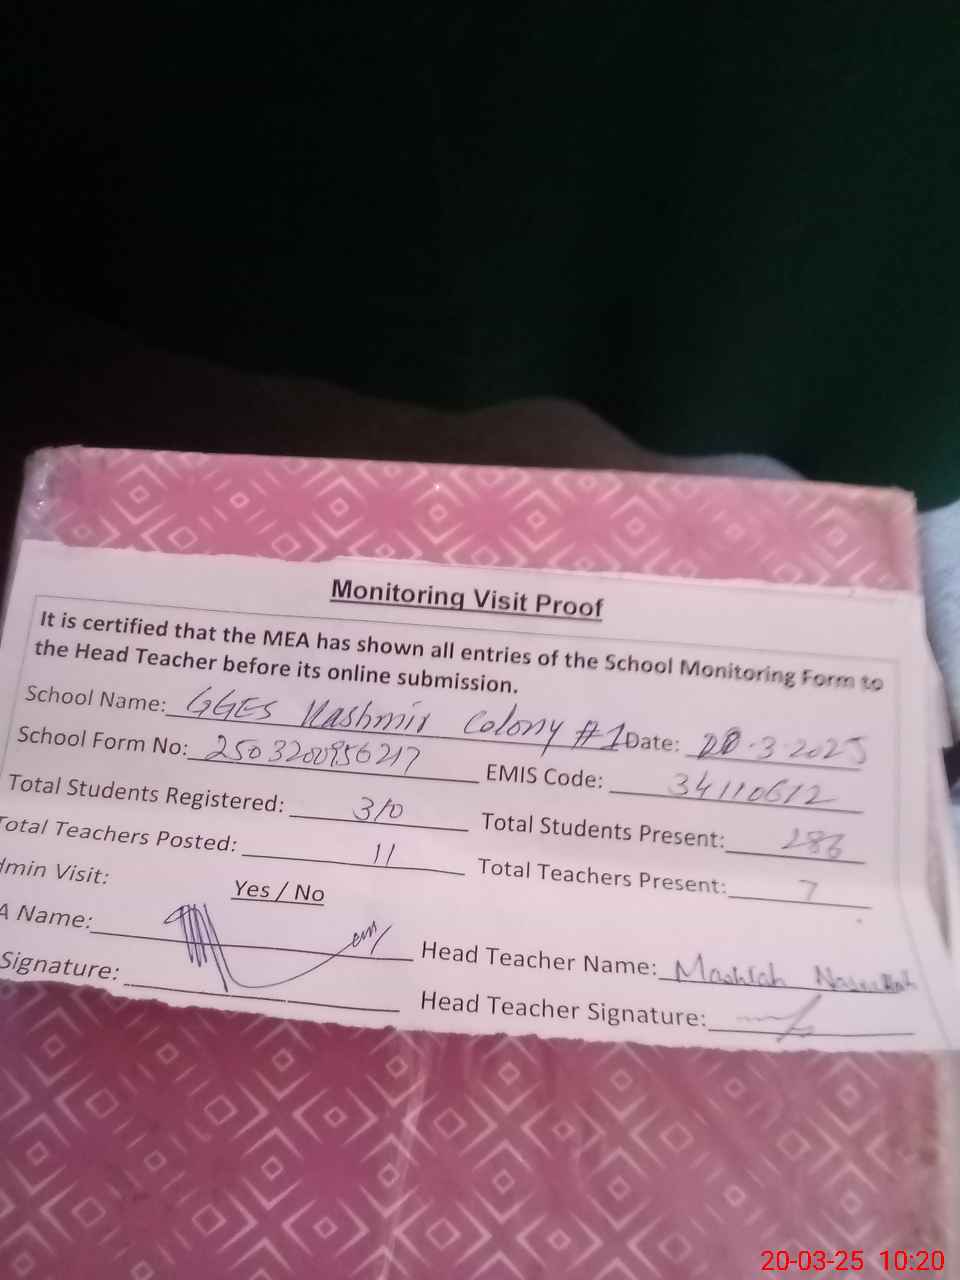 Monitoring Visit Proof
It is certified that the MEA has shown all entries of the School Monitoring Form to
the Head Teacher before its online submission.
School Name: GGES Kashmir Colony #1 Date: 20.3.2025
School Form No: 2503200956217 EMIS Code: 34110612
Total Students Registered: 310 Total Students Present: 286
Total Teachers Posted: 11 Total Teachers Present: 7
dmin Visit: Yes / No
A Name: Head Teacher Name:
Signature: Head Teacher Signature:
20-03-25 10:20